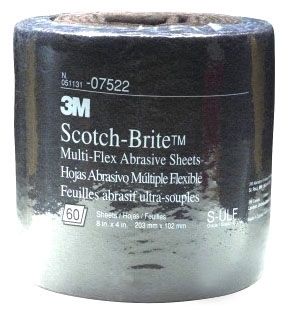 N.
051131 -07522
3M
Scotch-Brite™
Multi-Flex Abrasive Sheets
Hojas Abrasivo Múltiple Flexible
Feuilles abrasif ultra-souples
60 Sheets / Hojas / Feuilles
8 in. x 4 in. 203 mm x 102 mm
S-ULF